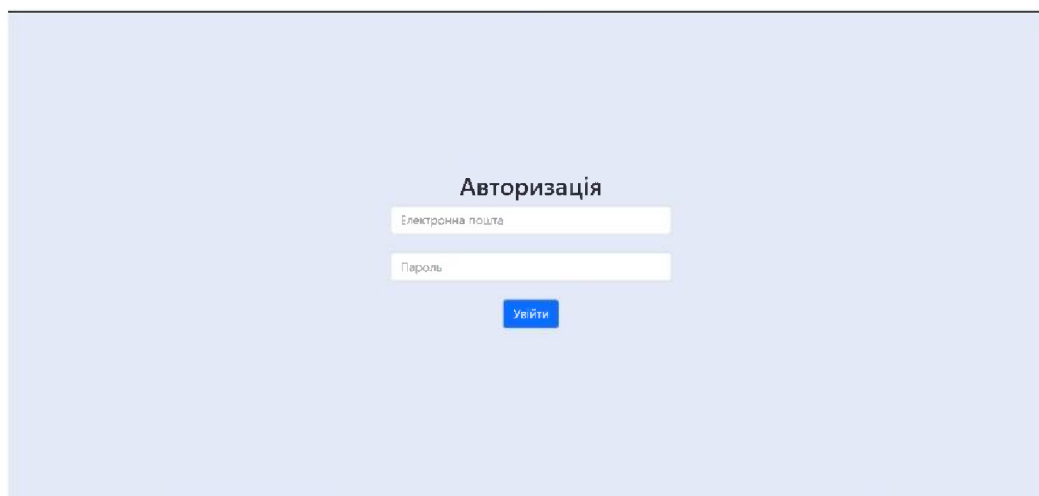 Авторизація
Електронна пошта
Пароль
Увійти